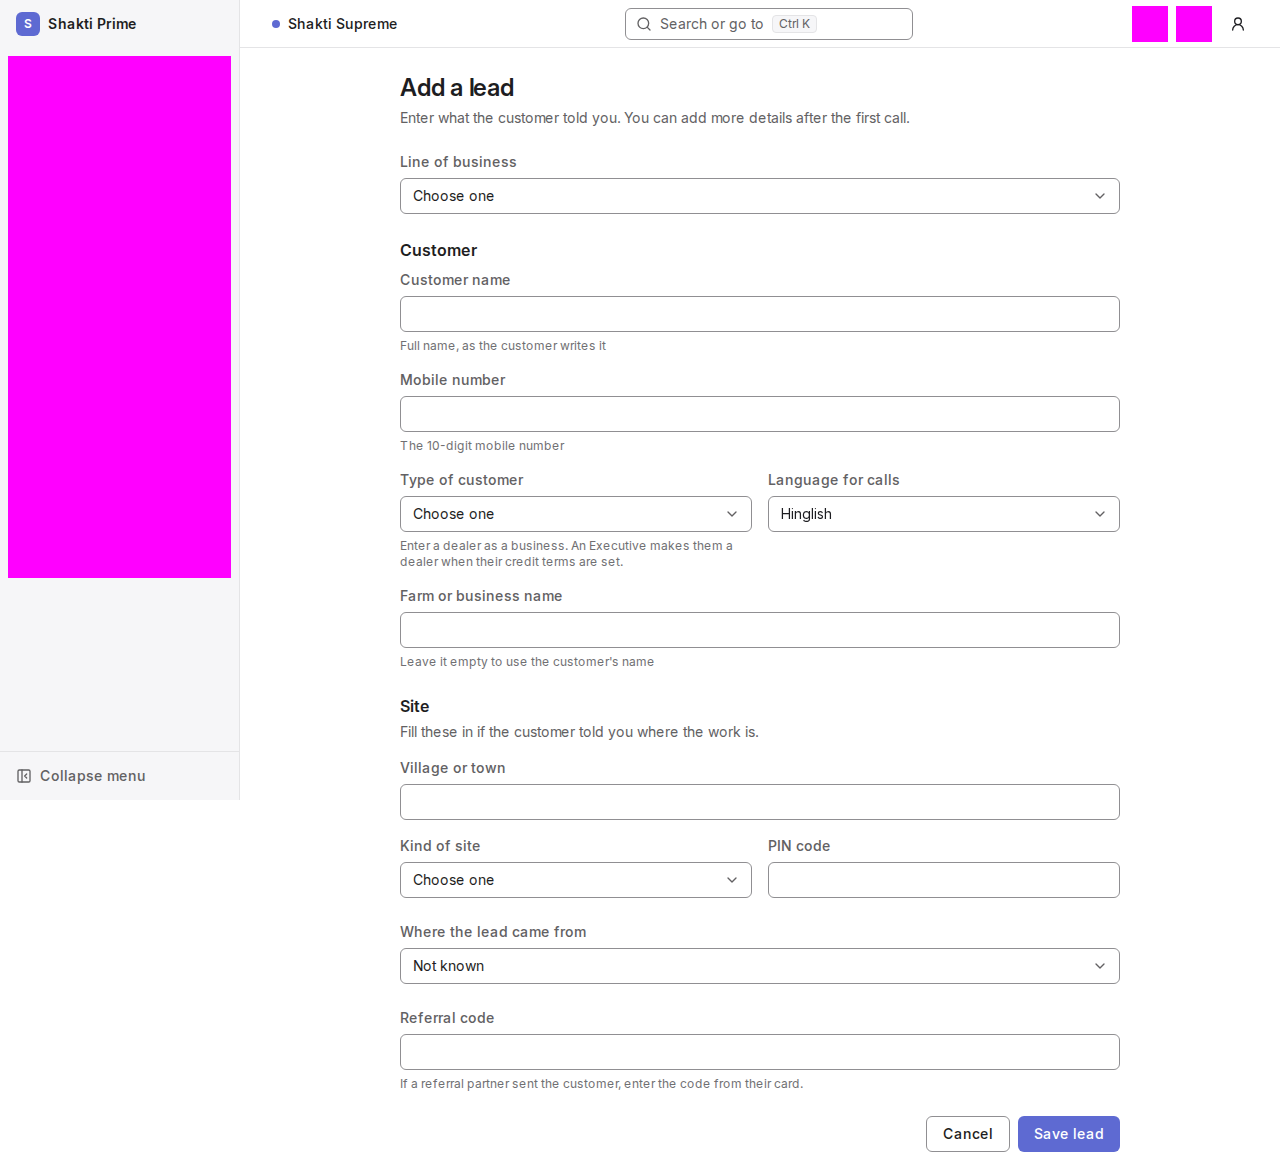 S Shakti Prime
Shakti Supreme
Search or go to Ctrl K
Add a lead
Enter what the customer told you. You can add more details after the first call.
Line of business
Choose one
Customer
Customer name
Full name, as the customer writes it
Mobile number
The 10-digit mobile number
Type of customer
Choose one
Enter a dealer as a business. An Executive makes them a
dealer when their credit terms are set.
Language for calls
Hinglish
Farm or business name
Leave it empty to use the customer's name
Site
Fill these in if the customer told you where the work is.
Village or town
Kind of site
Choose one
PIN code
Where the lead came from
Not known
Referral code
If a referral partner sent the customer, enter the code from their card.
Cancel
Save lead
Collapse menu